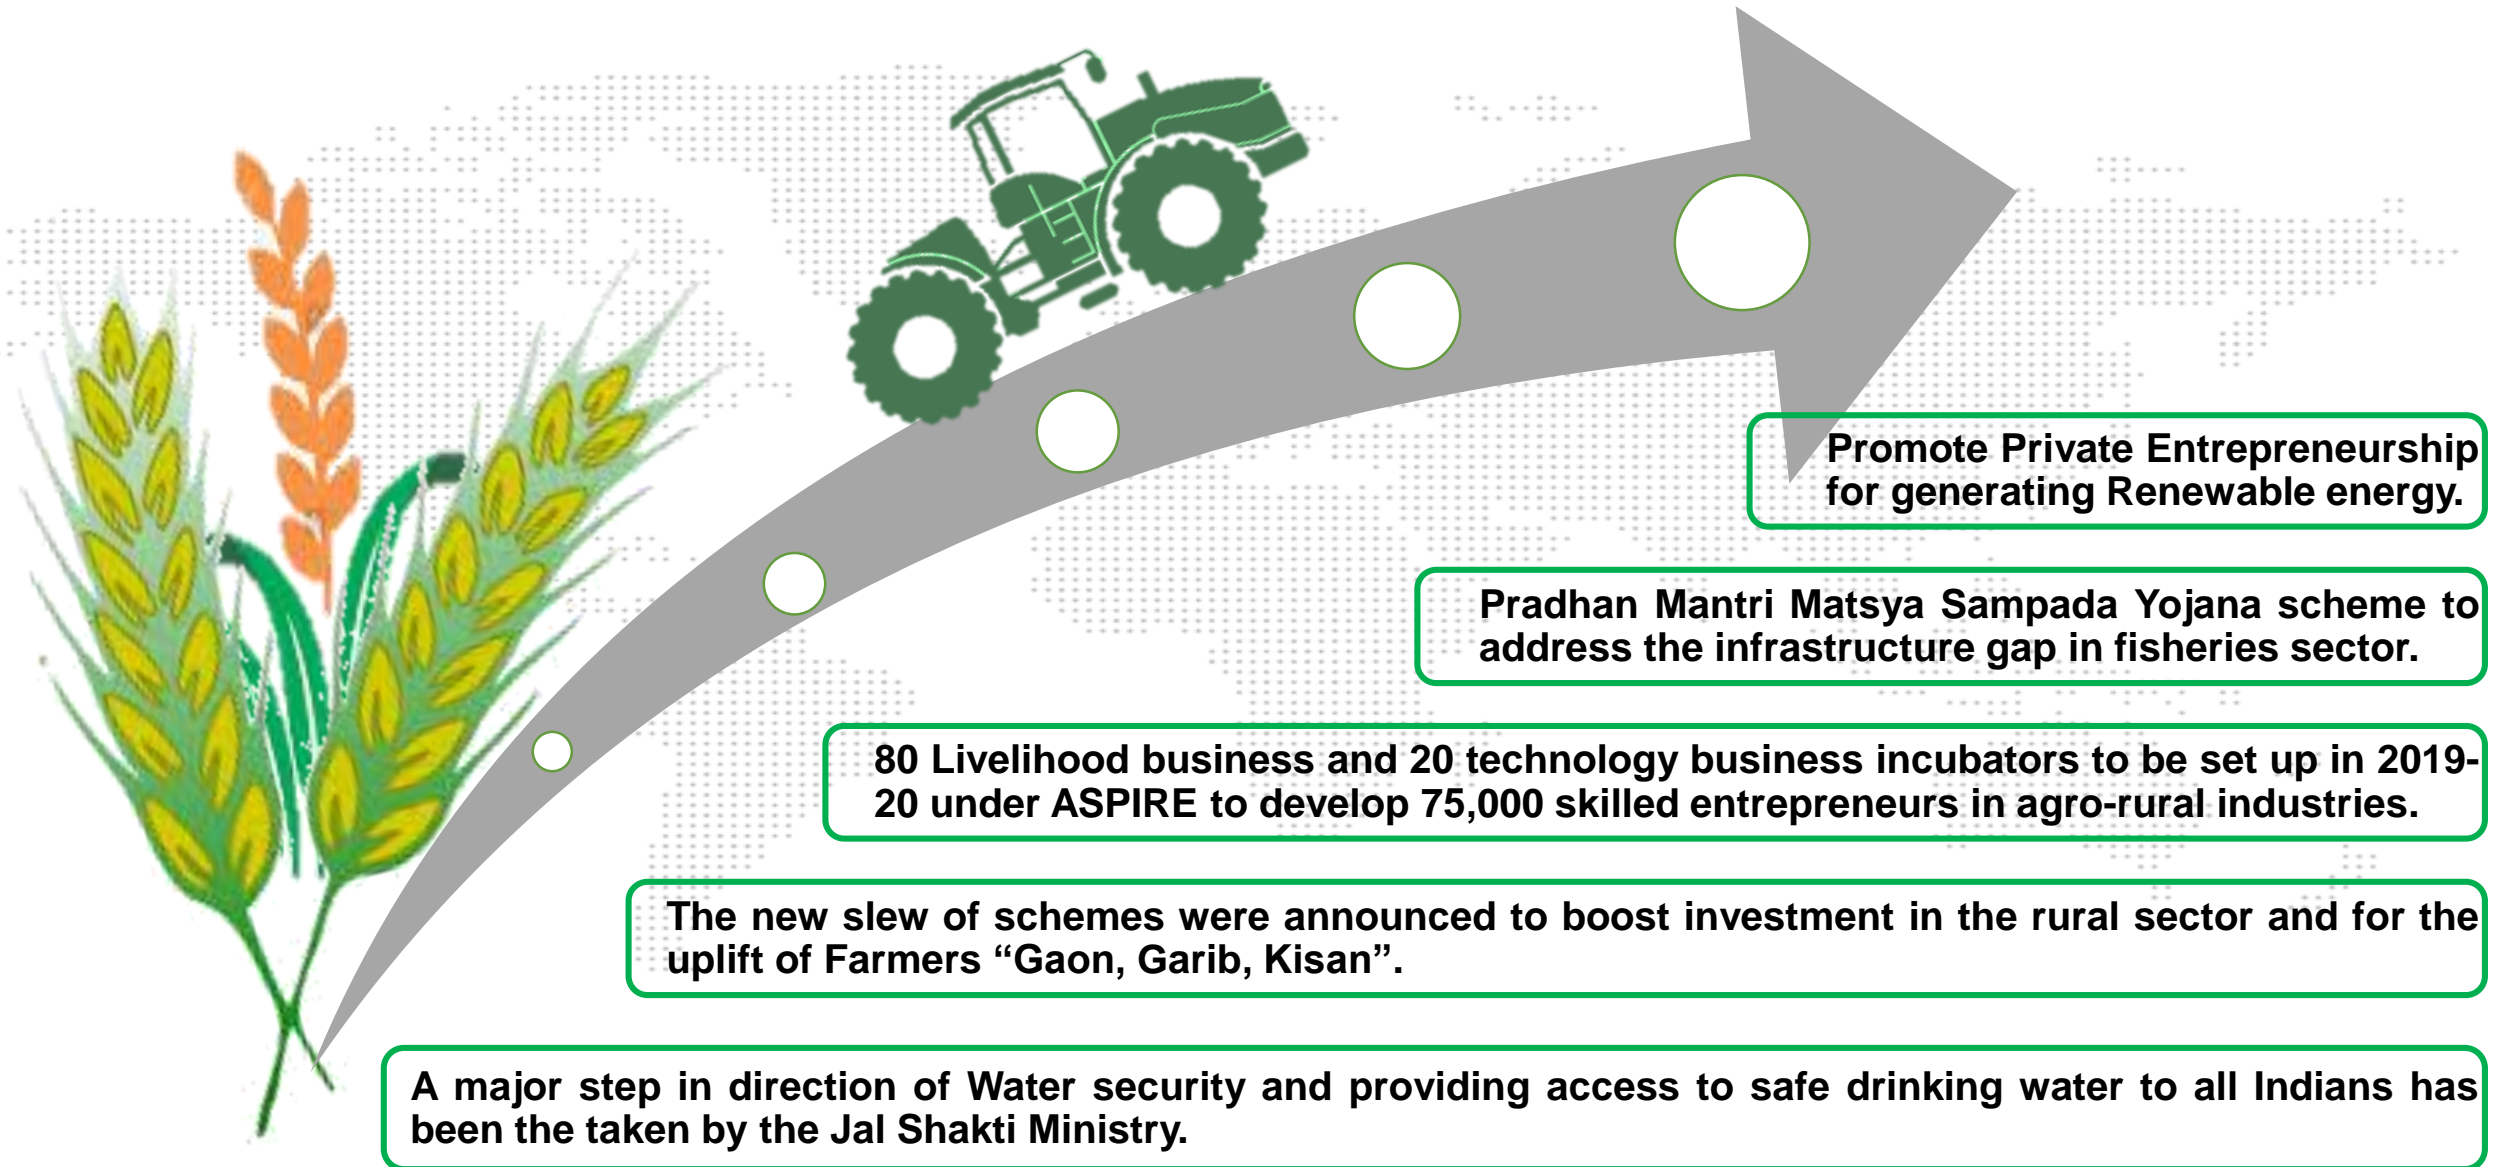 Promote Private Entrepreneurship
for generating Renewable energy.
Pradhan Mantri Matsya Sampada Yojana scheme to
address the infrastructure gap in fisheries sector.
80 Livelihood business and 20 technology business incubators to be set up in 2019-
20 under ASPIRE to develop 75,000 skilled entrepreneurs in agro-rural industries.
The new slew of schemes were announced to boost investment in the rural sector and for the
uplift of Farmers “Gaon, Garib, Kisan”.
A major step in direction of Water security and providing access to safe drinking water to all Indians has
been the taken by the Jal Shakti Ministry.